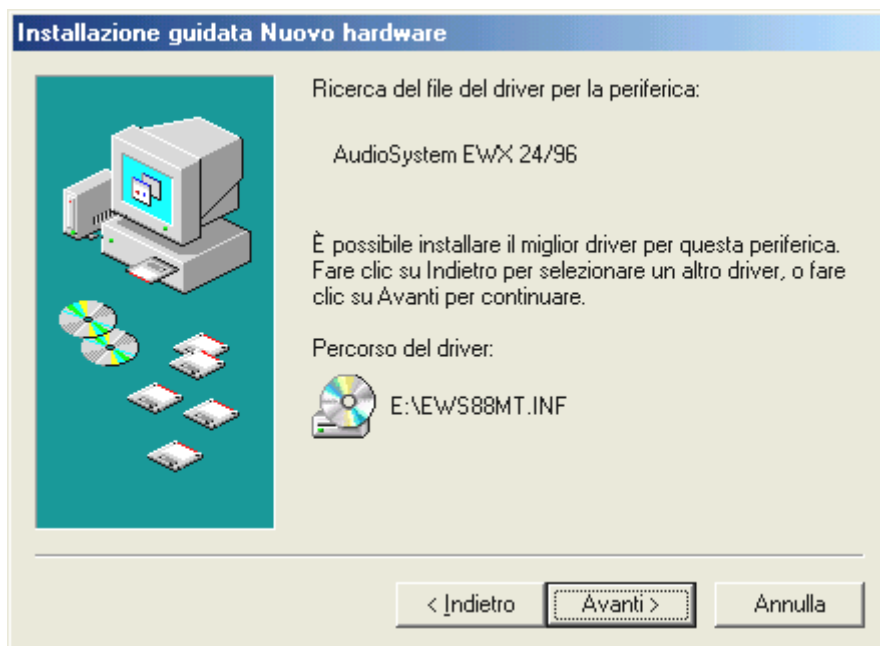 Installazione guidata Nuovo hardware
Ricerca del file del driver per la periferica:
AudioSystem EWX 24/96
È possibile installare il miglior driver per questa periferica.
Fare clic su Indietro per selezionare un altro driver, o fare
clic su Avanti per continuare.
Percorso del driver:
E:\EWS88MT.INF
< Indietro
Avanti >
Annulla